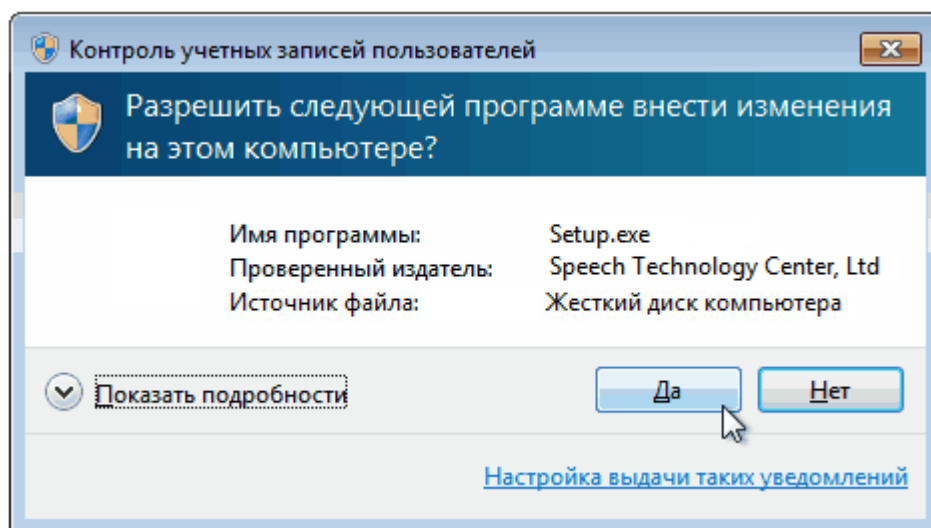 Контроль учетных записей пользователей
Разрешить следующей программе внести изменения
на этом компьютере?
Имя программы: Setup.exe
Проверенный издатель: Speech Technology Center, Ltd
Источник файла: Жесткий диск компьютера
Показать подробности Да Нет
Настройка выдачи таких уведомлений